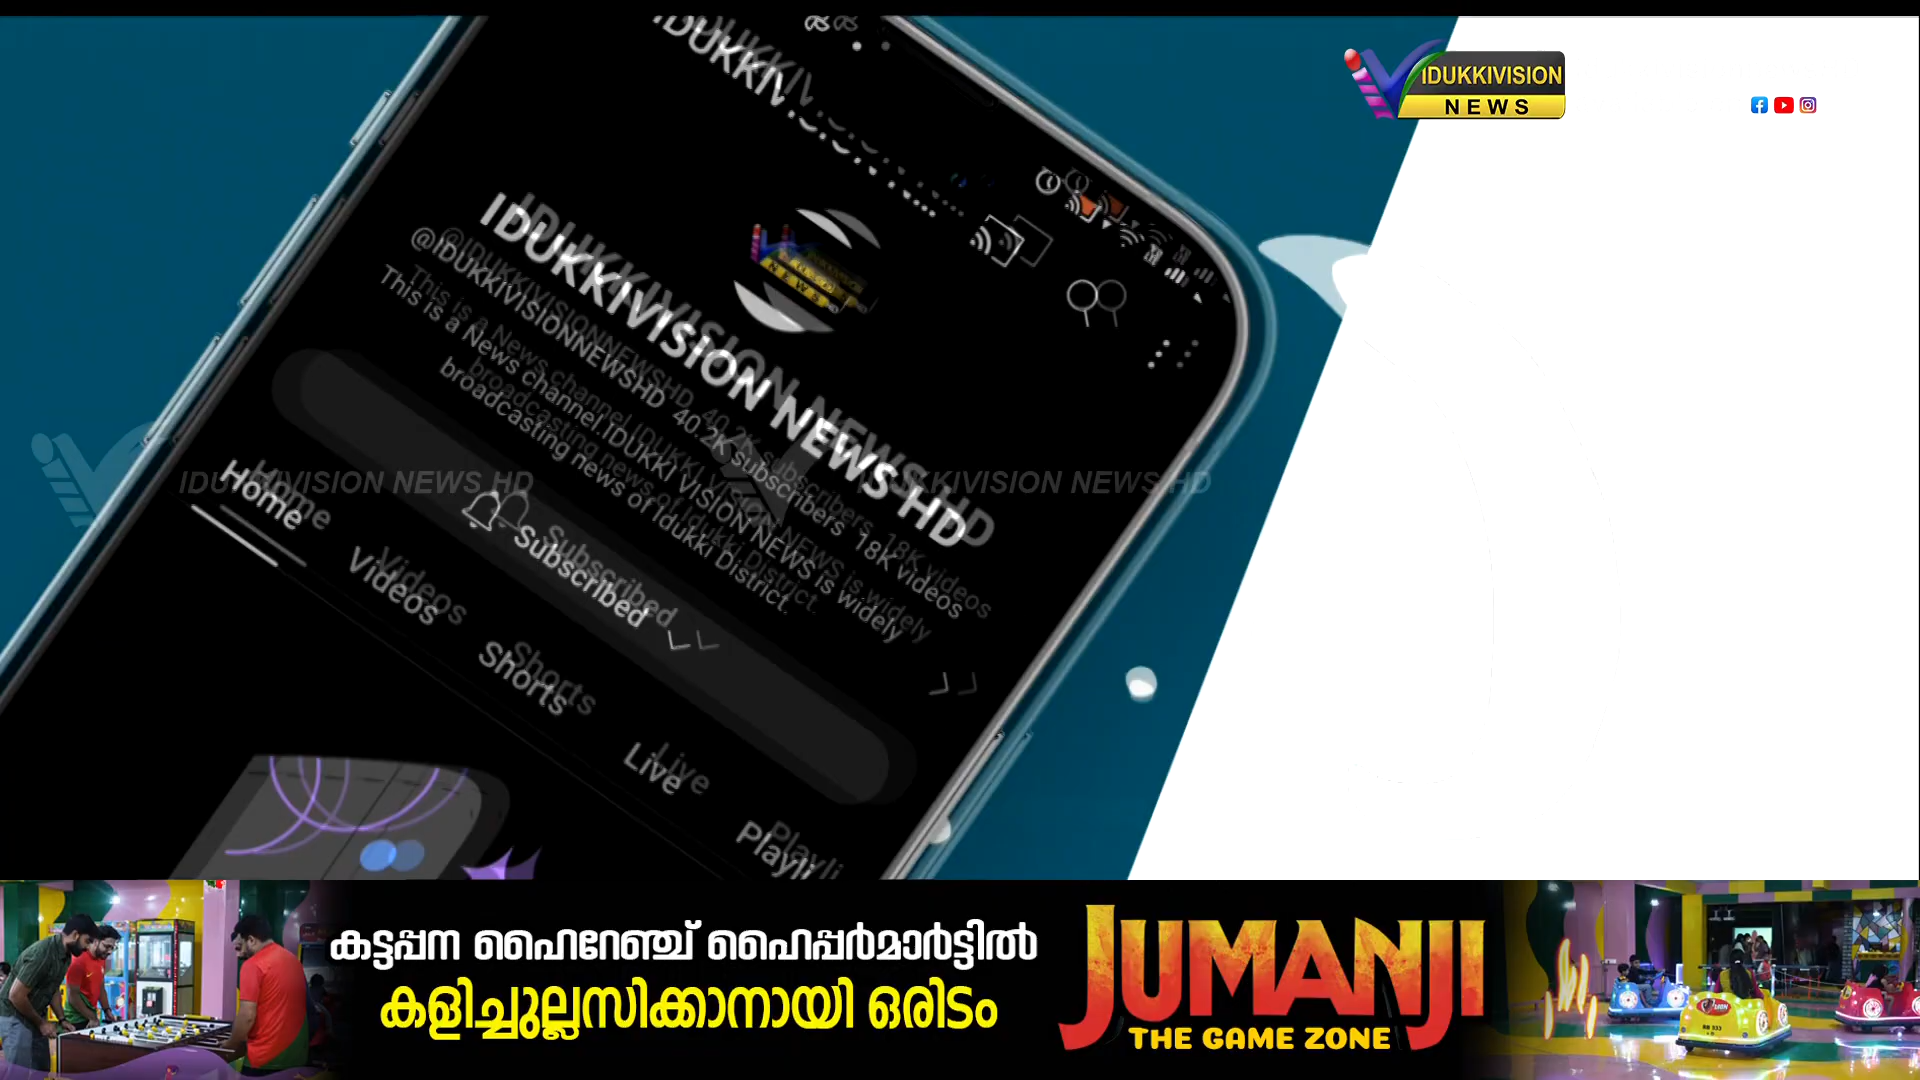 IDUKKIVISION
NEWS
IDUKKIVISION NEWS HD
@IDUKKIVISIONNEWSHD 40.2K subscribers 18K videos
This is a News channel.IDUKKI VISION NEWS is widely
broadcasting news of Idukki District
Subscribed
Home
Videos
Shorts
Live
Playli
IDUKKIVISION NEWS HD
IDUKKIVISION NEWS HD
കട്ടപ്പന ഹൈറേഞ്ച് ഹൈപ്പർമാർട്ടിൽ
കളിച്ചുല്ലസിക്കാനായി ഒരിടം
JUMANJI
THE GAME ZONE